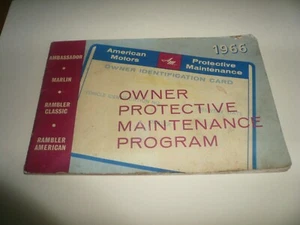 1966
AMBASSADOR
MARLIN
RAMBLER
CLASSIC
RAMBLER
AMERICAN
American
Motors
Protective
Maintenance
OWNER IDENTIFICATION CARD
OWNER
PROTECTIVE
MAINTENANCE
PROGRAM